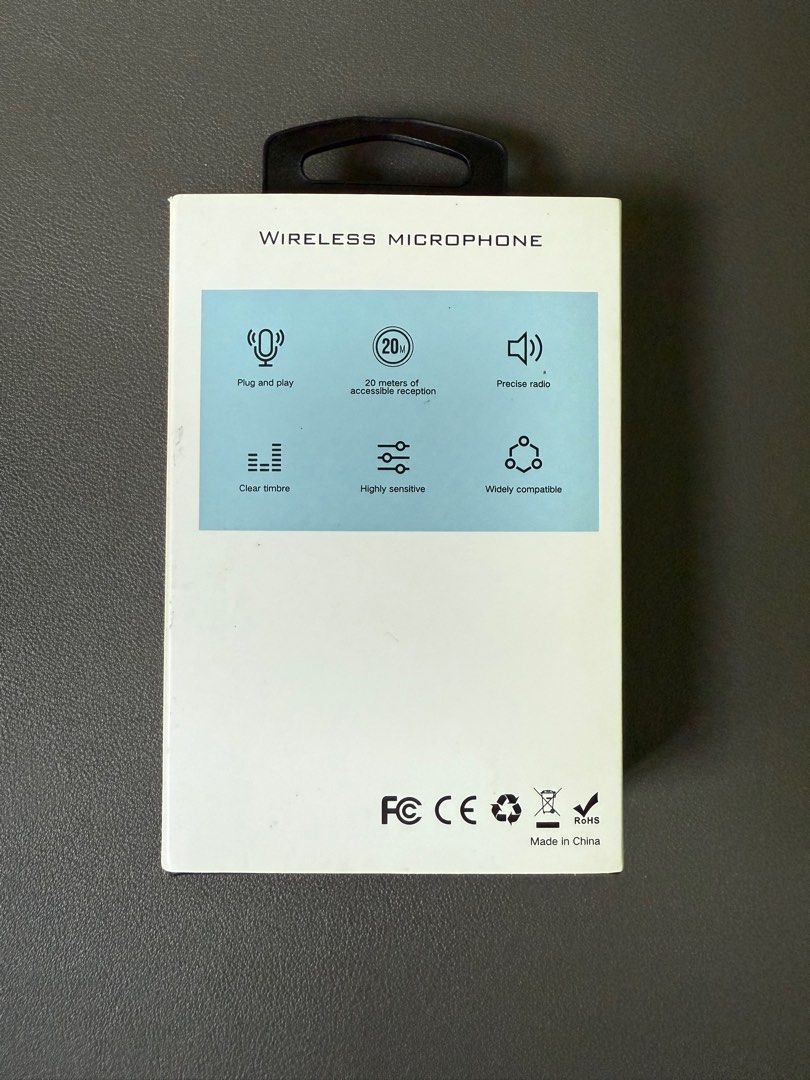 WIRELESS MICROPHONE
20M
Plug and play
20 meters of
accessible reception
Precise radio
Clear timbre
Highly sensitive
Widely compatible
FCC CE RoHS
Made in China